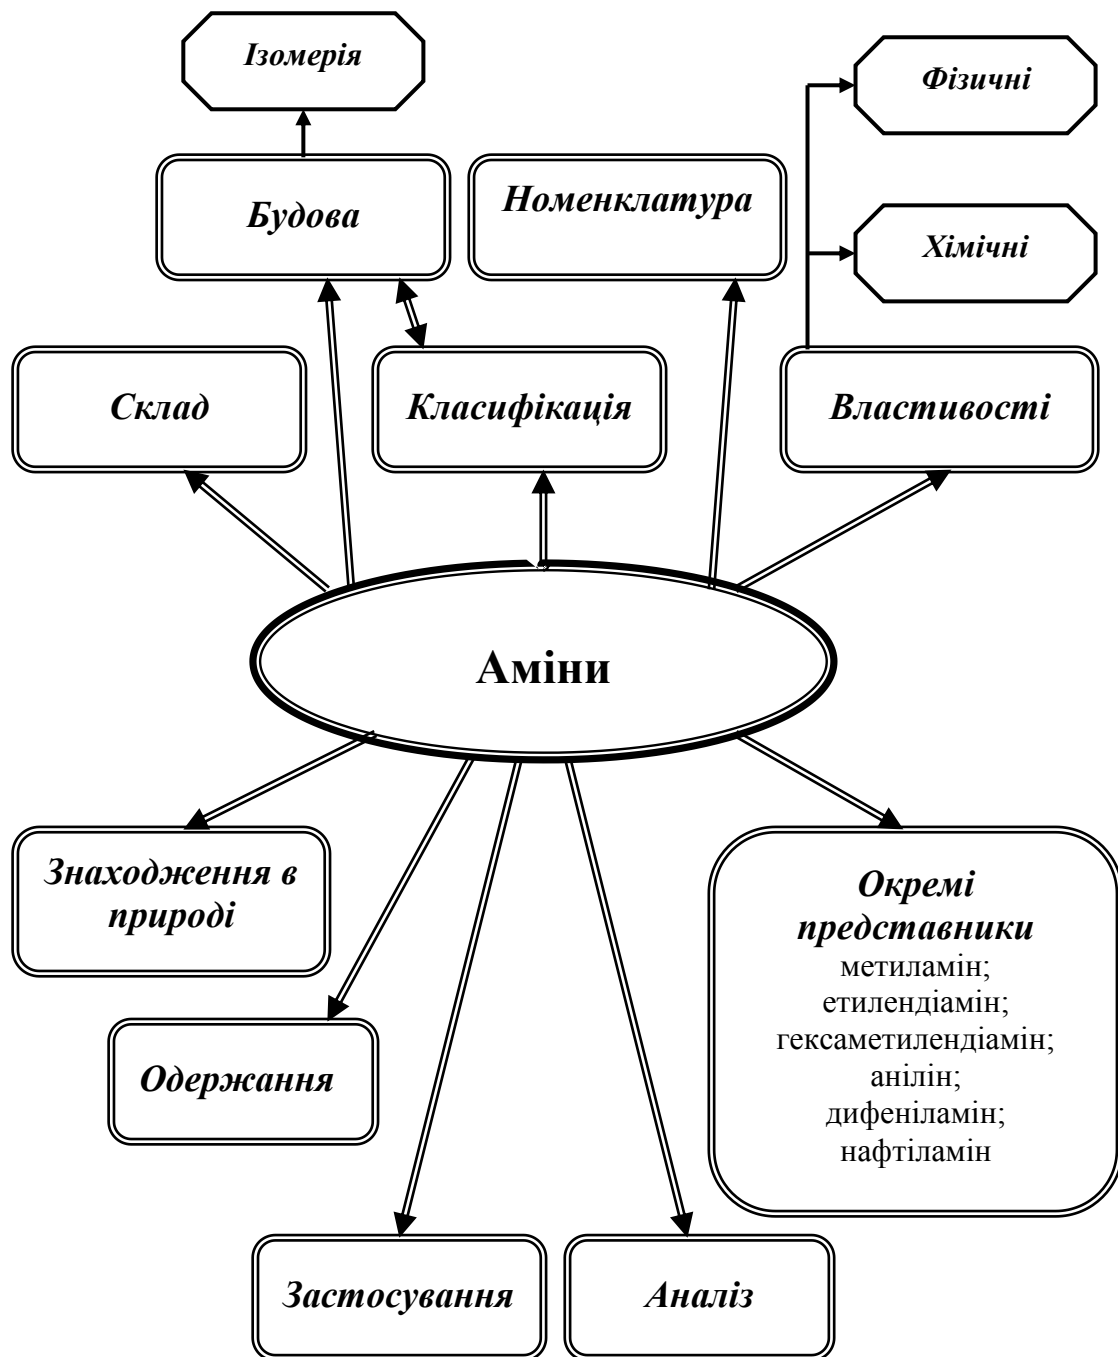 Ізомерія
Фізичні
Будова
Номенклатура
Хімічні
Склад
Класифікація
Властивості
Аміни
Знаходження в
природі
Окремі
представники
метиламін;
етилендіамін;
гексаметилендіамін;
анілін;
дифеніламін;
нафтіламін
Одержання
Застосування
Аналіз